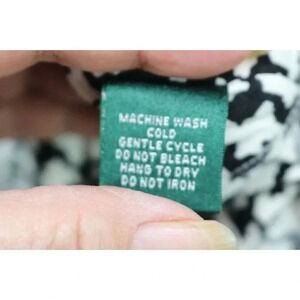 MACHINE WASH
COLD
GENTLE CYCLE
DO NOT BLEACH
HANG TO DRY
DO NOT IRON